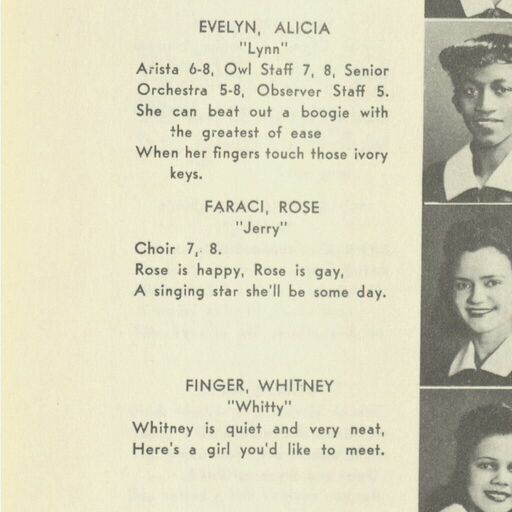 EVELYN, ALICIA
"Lynn"
Arista 6-8, Owl Staff 7, 8, Senior
Orchestra 5-8, Observer Staff 5.
She can beat out a boogie with
the greatest of ease
When her fingers touch those ivory
keys.
FARACI, ROSE
"Jerry"
Choir 7, 8.
Rose is happy, Rose is gay,
A singing star she'll be some day.
FINGER, WHITNEY
"Whitty"
Whitney is quiet and very neat,
Here's a girl you'd like to meet.